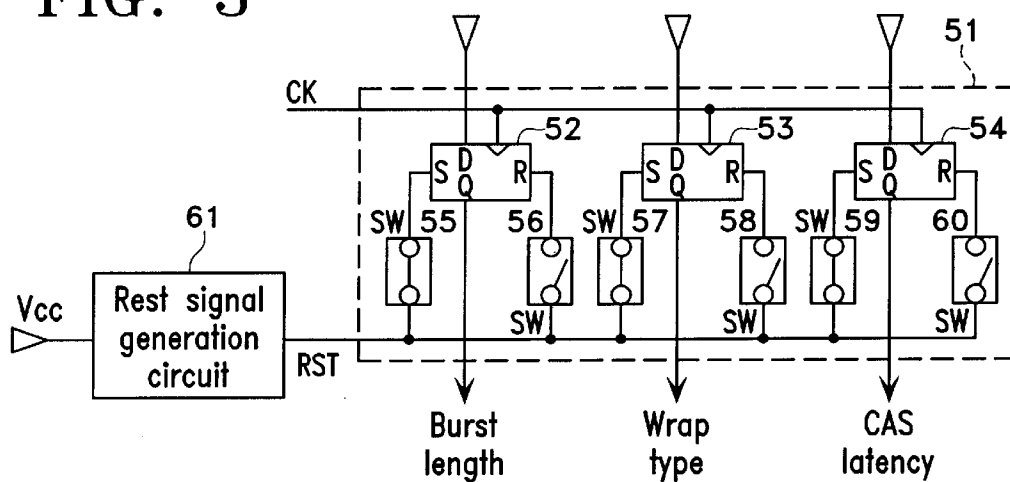 FIG. 5
51
CK
52
53
54
S D Q R
S D Q R
S D Q R
SW 55 56 SW 57 58 SW 59 60
61
Vcc
Rest signal
generation
circuit
RST
SW
SW
SW
Burst
length
Wrap
type
CAS
latency